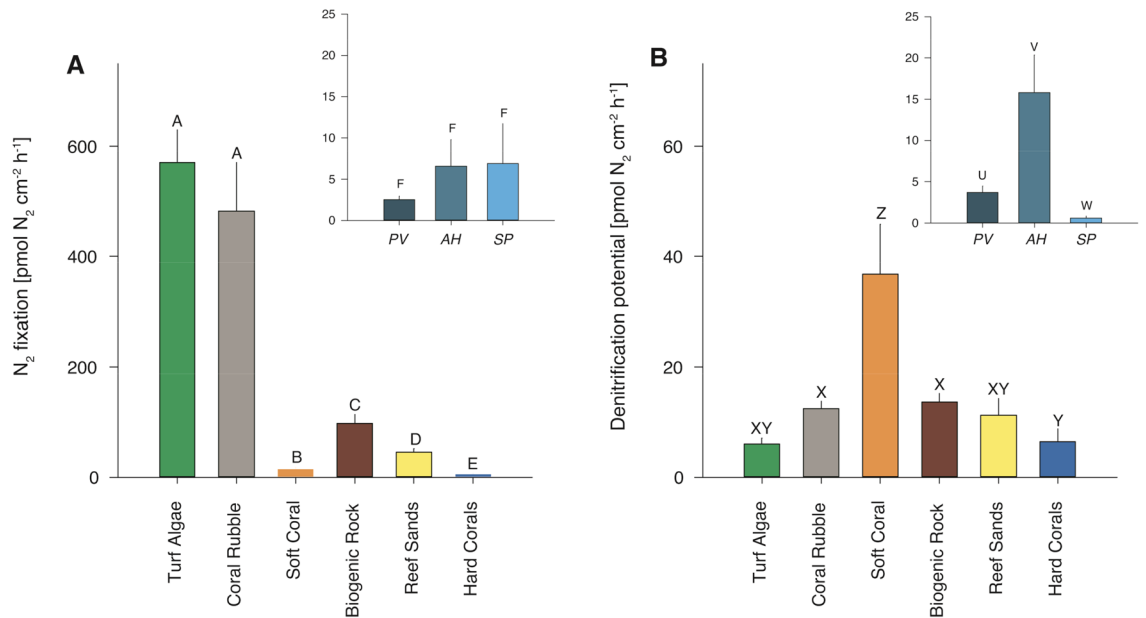 A
N2 fixation [pmol N2 cm-2 h-1]
600
400
200
0
A
A
B
C
D
E
Turf Algae
Coral Rubble
Soft Coral
Biogenic Rock
Reef Sands
Hard Corals
25
20
15
10
5
0
F
F
F
PV AH SP
B
Denitrification potential [pmol N2 cm-2 h-1]
60
40
20
0
XY
X
Z
X
XY
Y
Turf Algae
Coral Rubble
Soft Coral
Biogenic Rock
Reef Sands
Hard Corals
25
20
15
10
5
0
U
V
W
PV AH SP